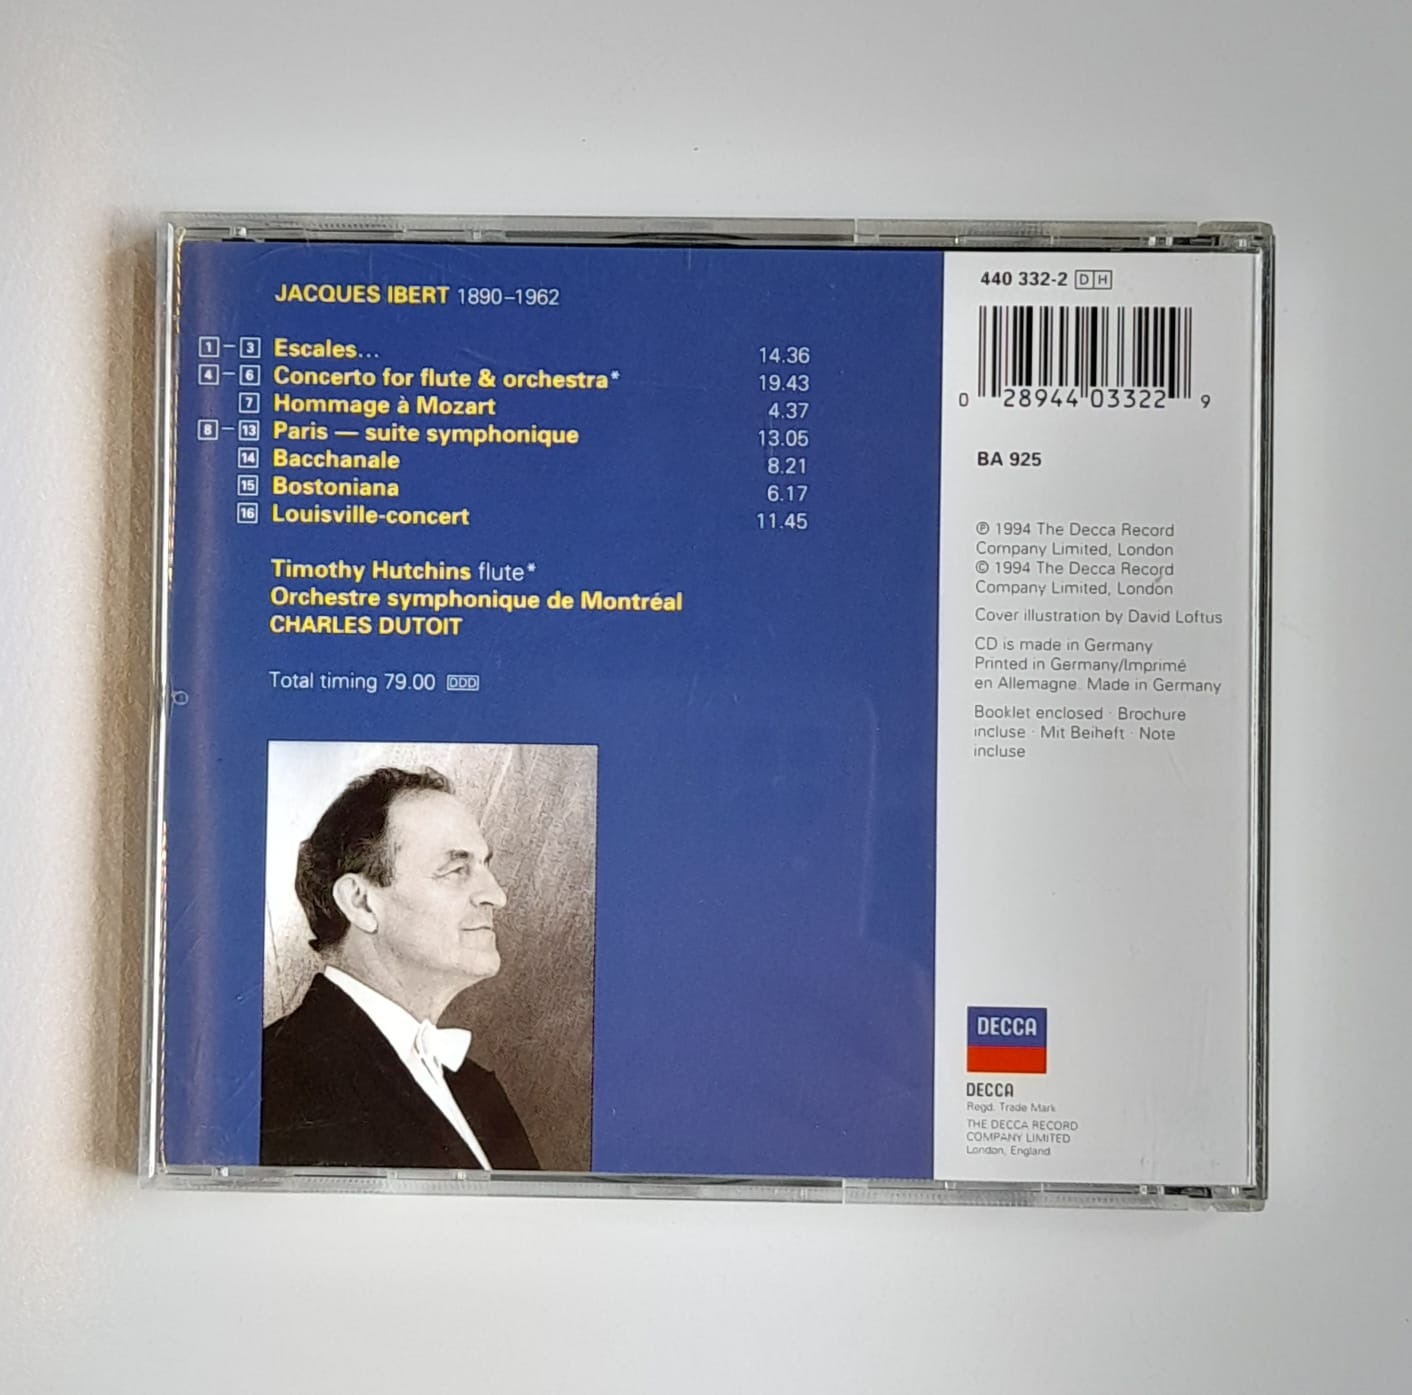 JACQUES IBERT 1890–1962
1 – 3 Escales... 14.36
4 – 6 Concerto for flute & orchestra* 19.43
7 Hommage à Mozart 4.37
8 – 13 Paris — suite symphonique 13.05
14 Bacchanale 8.21
15 Bostoniana 6.17
16 Louisville-concert 11.45
Timothy Hutchins flute*
Orchestre symphonique de Montréal
CHARLES DUTOIT
Total timing 79.00 DDD
440 332-2 D H
0 28944 03322 9
BA 925
℗ 1994 The Decca Record
Company Limited, London
© 1994 The Decca Record
Company Limited, London
Cover illustration by David Loftus
CD is made in Germany
Printed in Germany/Imprimé
en Allemagne. Made in Germany
Booklet enclosed · Brochure
incluse · Mit Beiheft · Note
incluse
DECCA
DECCA
Regd. Trade Mark
THE DECCA RECORD
COMPANY LIMITED
London, England